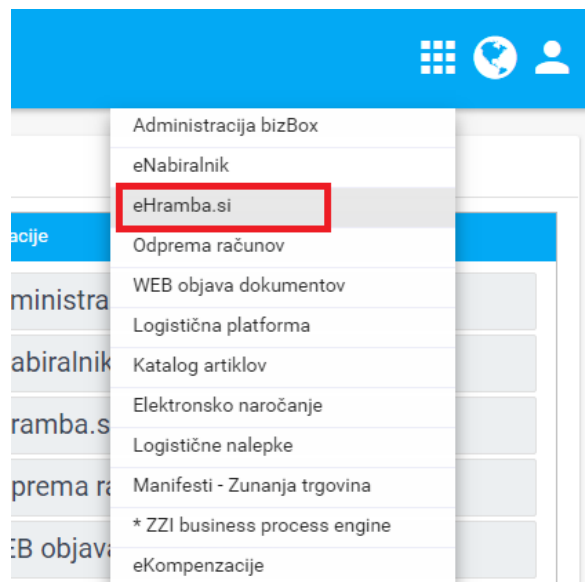 Administracija bizBox
eNabiralnik
eHramba.si
acije
Odprema računov
WEB objava dokumentov
ministra
Logistična platforma
abiralnik
Katalog artiklov
Elektronsko naročanje
ramba.s
Logistične nalepke
prema ra
Manifesti - Zunanja trgovina
* ZZI business process engine
EB objava
eKompenzacije